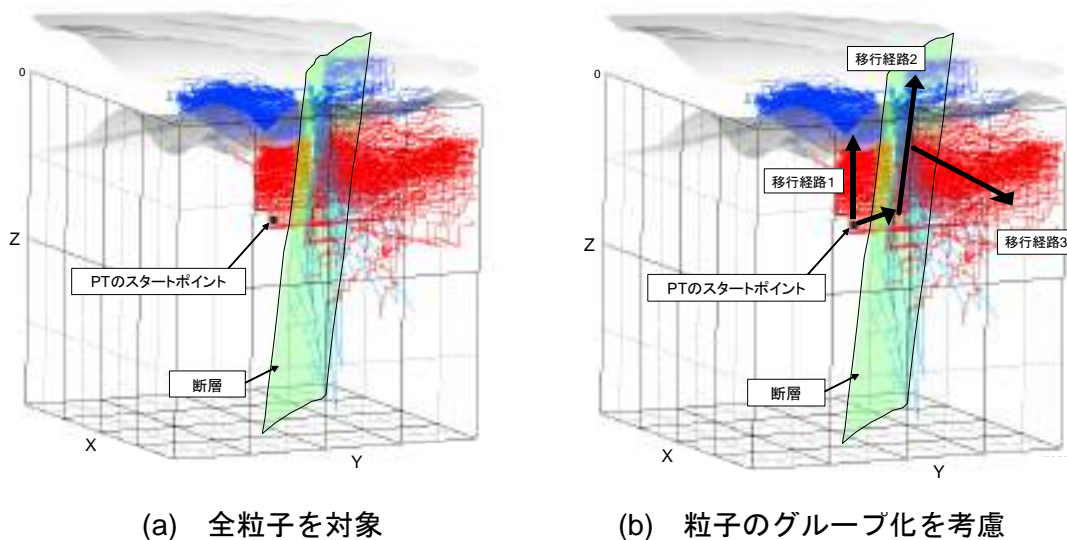 0
Z
PTのスタートポイント
断層
X
Y
(a) 全粒子を対象
0
移行経路2
移行経路1
Z
移行経路3
PTのスタートポイント
断層
X
Y
(b) 粒子のグループ化を考慮